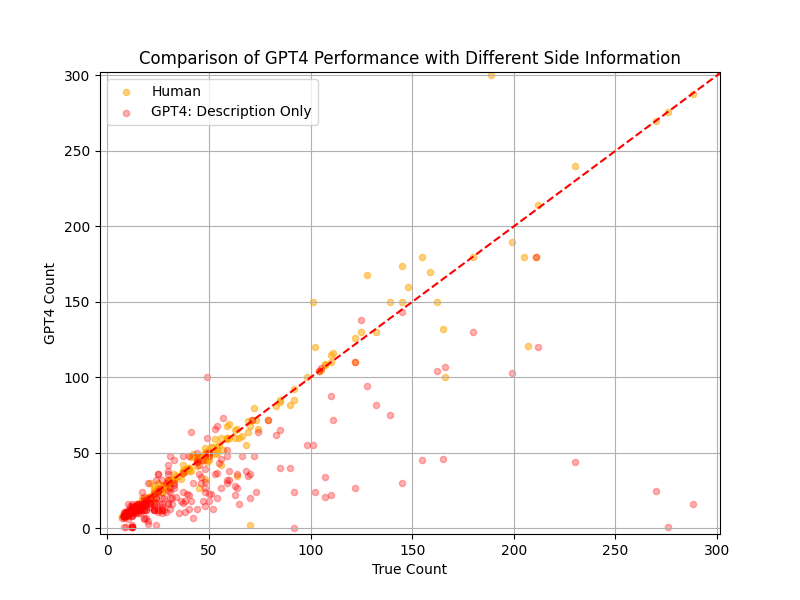 Comparison of GPT4 Performance with Different Side Information
Human
GPT4: Description Only
300
250
200
150
100
50
0
GPT4 Count
0 50 100 150 200 250 300
True Count